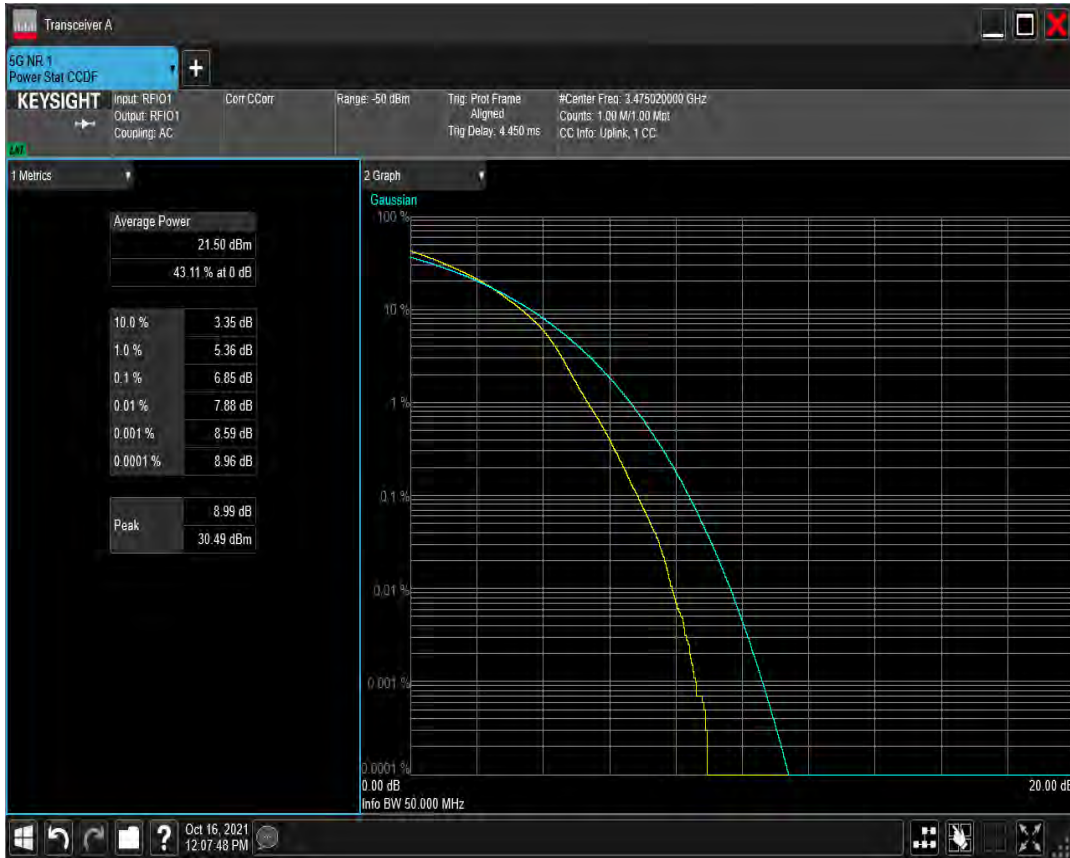 Transceiver A
5G NR 1
Power Stat CCDF
+
KEYSIGHT
Input: RFIO1
Output: RFIO1
Coupling: AC
Corr CCorr
Range: -50 dBm
Trig: Prot Frame
Aligned
Trig Delay: 4.450 ms
#Center Freq: 3.475020000 GHz
Counts: 1.00 M/1.00 Mpt
CC Info: Uplink, 1 CC
1 Metrics
Average Power
21.50 dBm
43.11 % at 0 dB
10.0 % 3.35 dB
1.0 % 5.36 dB
0.1 % 6.85 dB
0.01 % 7.88 dB
0.001 % 8.59 dB
0.0001 % 8.96 dB
Peak
8.99 dB
30.49 dBm
2 Graph
Gaussian
100 %
10 %
1 %
0.1 %
0.01 %
0.001 %
0.0001 %
0.00 dB
20.00 dB
Info BW 50.000 MHz
?
Oct 16, 2021
12:07:48 PM